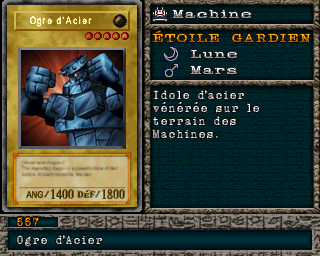 Ogre d'Acier
ANG/1400 DÉF/1800
Machine
ÉTOILE GARDIEN
Lune
Mars
Idole d'acier
vénérée sur le
terrain des
Machines.
557
Ogre d'Acier